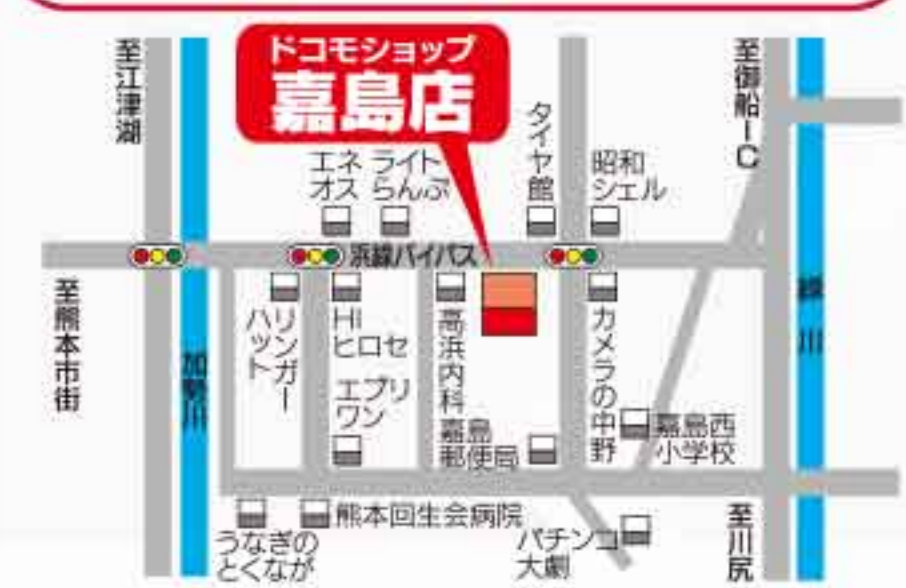 ドコモショップ
嘉島店
至江津湖
至御船IC
エネ
オス
ライト
らんぷ
タイヤ館
昭和
シェル
浜線バイパス
至熊本市街
加勢川
リンガー
ハット
Hi
ヒロセ
エブリ
ワン
高浜内科
カメラの中野
緑川
嘉島
郵便局
嘉島西
小学校
熊本回生会病院
うなぎの
とくなが
パチンコ
大劇
至川尻